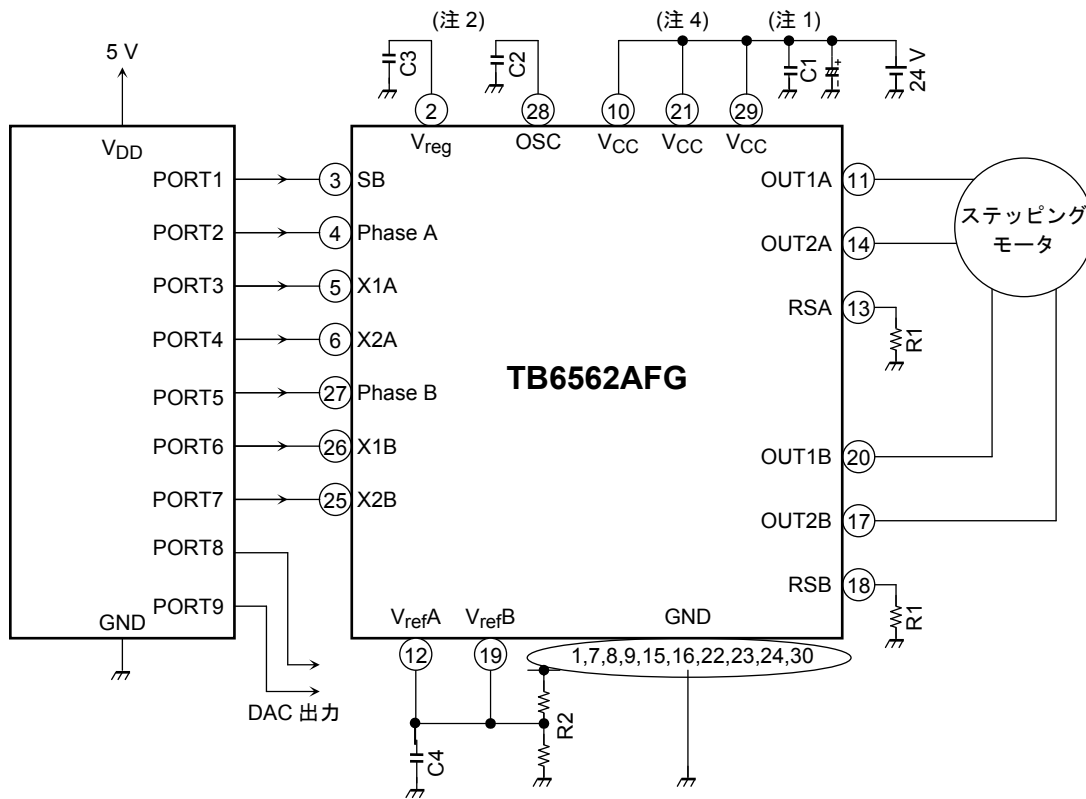 (注 2)
(注 4)
(注 1)
5 V
C3
C2
C1
24 V
2
28
10
21
29
VDD
Vreg
OSC
VCC
VCC
VCC
PORT1
3
SB
OUT1A
11
PORT2
4
Phase A
OUT2A
14
ステッピング
モータ
PORT3
5
X1A
RSA
13
R1
PORT4
6
X2A
TB6562AFG
PORT5
27
Phase B
PORT6
26
X1B
OUT1B
20
PORT7
25
X2B
OUT2B
17
PORT8
RSB
18
R1
PORT9
GND
VrefA
VrefB
GND
12
19
1,7,8,9,15,16,22,23,24,30
DAC 出力
C4
R2